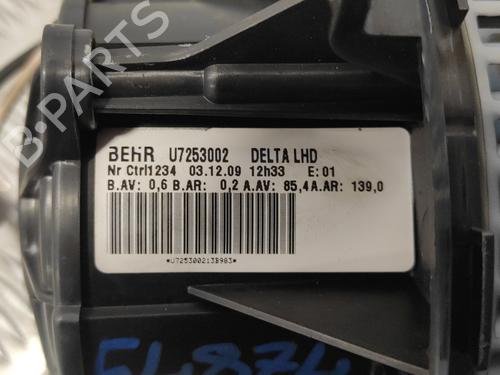 BEHR U7253002 DELTA LHD
Nr Ctrl1234 03.12.09 12h33 E:01
B.AV: 0,6 B.AR: 0,2 A.AV: 85,4 A.AR: 139,0
*U725300213B983*
B-PARTS